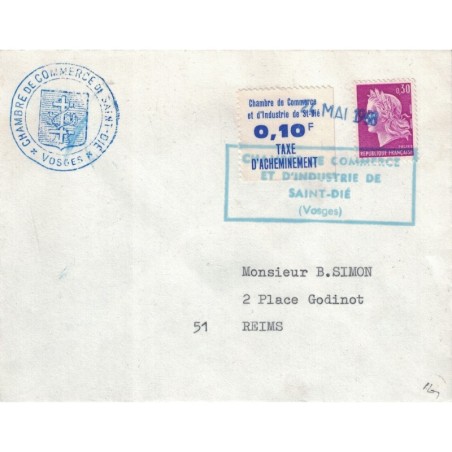 CHAMBRE DE COMMERCE DE SAINT-DIÉ
★ VOSGES ★
Chambre de Commerce
et d'Industrie de St-Dié
0,10 F
TAXE
D'ACHEMINEMENT
MAI 1968
0,30
REPUBLIQUE FRANÇAISE
CHAMBRE DE COMMERCE
ET D'INDUSTRIE DE
SAINT-DIÉ
(Vosges)
Monsieur B.SIMON
2 Place Godinot
51 REIMS